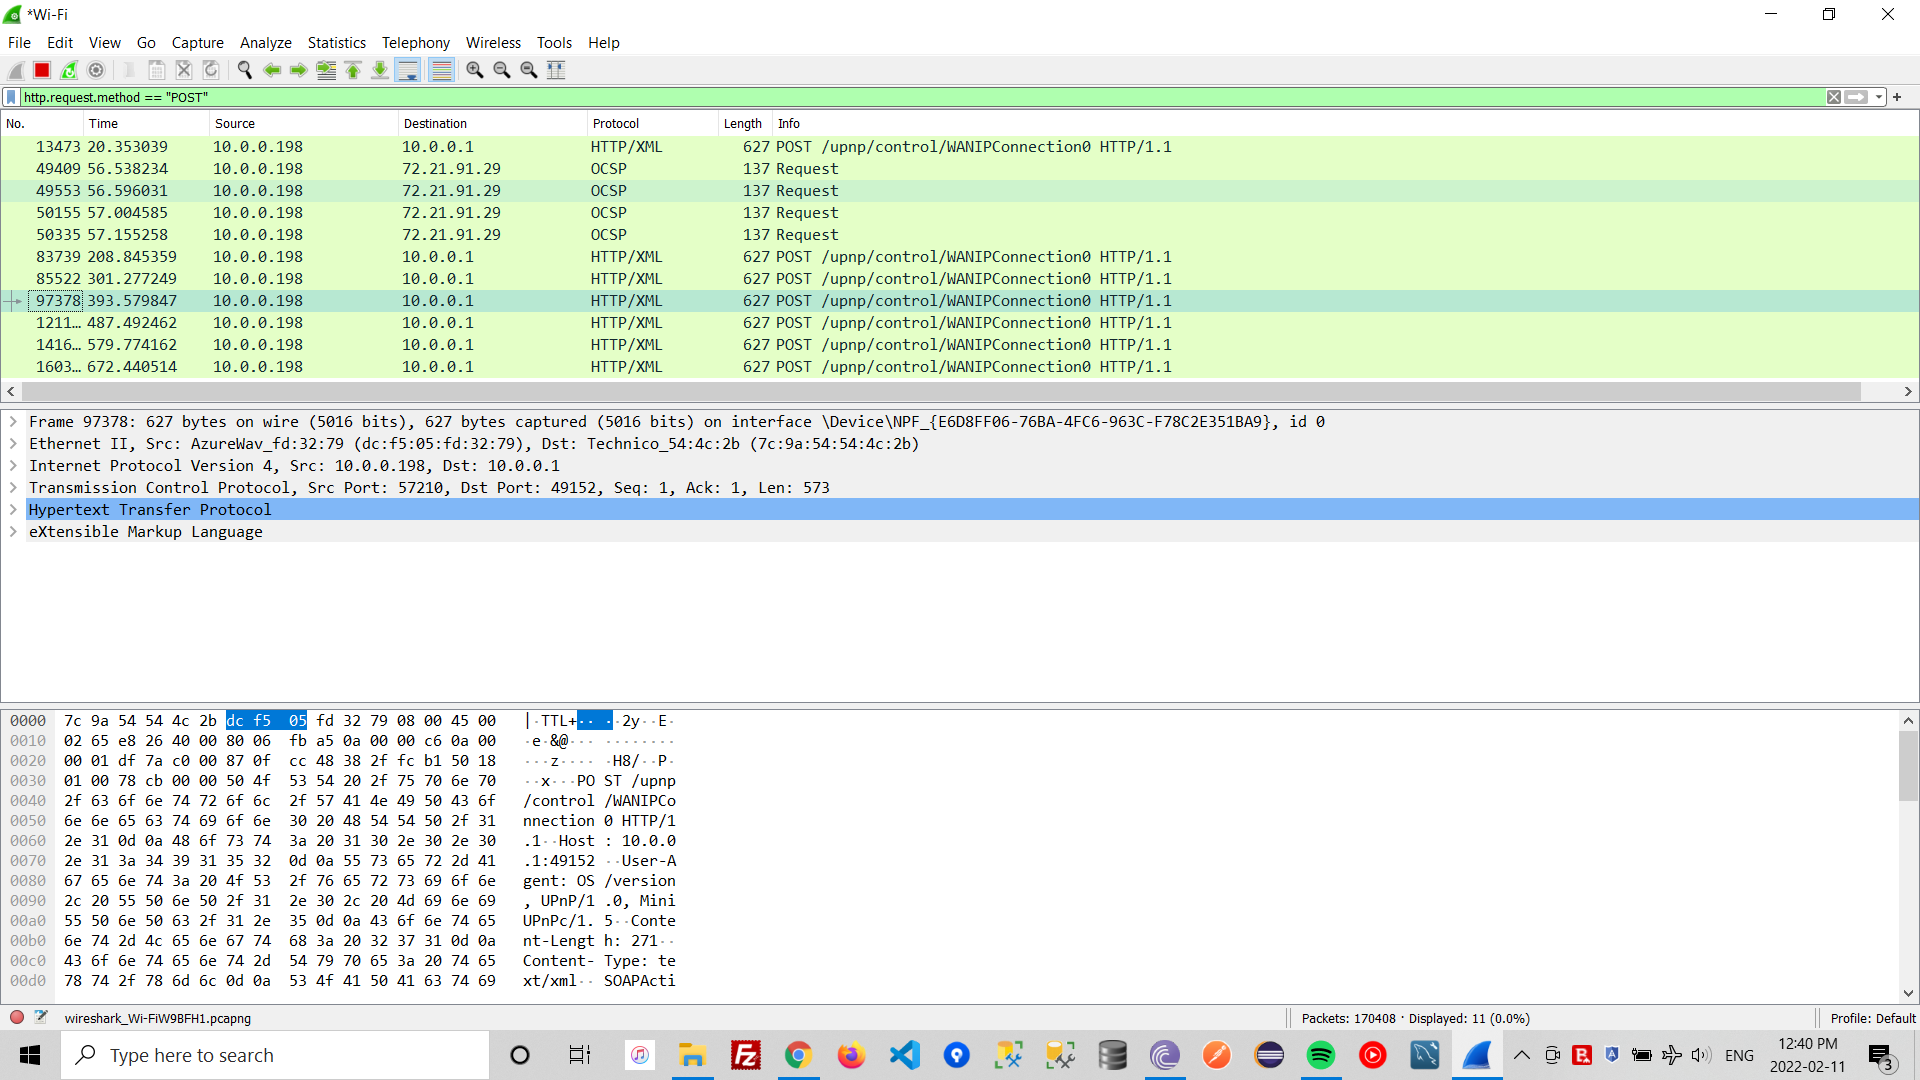 *Wi-Fi
File Edit View Go Capture Analyze Statistics Telephony Wireless Tools Help
http.request.method == "POST"
No. Time Source Destination Protocol Length Info
13473 20.353039 10.0.0.198 10.0.0.1 HTTP/XML 627 POST /upnp/control/WANIPConnection0 HTTP/1.1
49409 56.538234 10.0.0.198 72.21.91.29 OCSP 137 Request
49553 56.596031 10.0.0.198 72.21.91.29 OCSP 137 Request
50155 57.004585 10.0.0.198 72.21.91.29 OCSP 137 Request
50335 57.155258 10.0.0.198 72.21.91.29 OCSP 137 Request
83739 208.845359 10.0.0.198 10.0.0.1 HTTP/XML 627 POST /upnp/control/WANIPConnection0 HTTP/1.1
85522 301.277249 10.0.0.198 10.0.0.1 HTTP/XML 627 POST /upnp/control/WANIPConnection0 HTTP/1.1
97378 393.579847 10.0.0.198 10.0.0.1 HTTP/XML 627 POST /upnp/control/WANIPConnection0 HTTP/1.1
1211… 487.492462 10.0.0.198 10.0.0.1 HTTP/XML 627 POST /upnp/control/WANIPConnection0 HTTP/1.1
1416… 579.774162 10.0.0.198 10.0.0.1 HTTP/XML 627 POST /upnp/control/WANIPConnection0 HTTP/1.1
1603… 672.440514 10.0.0.198 10.0.0.1 HTTP/XML 627 POST /upnp/control/WANIPConnection0 HTTP/1.1
Frame 97378: 627 bytes on wire (5016 bits), 627 bytes captured (5016 bits) on interface \Device\NPF_{E6D8FF06-76BA-4FC6-963C-F78C2E351BA9}, id 0
Ethernet II, Src: AzureWav_fd:32:79 (dc:f5:05:fd:32:79), Dst: Technico_54:4c:2b (7c:9a:54:54:4c:2b)
Internet Protocol Version 4, Src: 10.0.0.198, Dst: 10.0.0.1
Transmission Control Protocol, Src Port: 57210, Dst Port: 49152, Seq: 1, Ack: 1, Len: 573
Hypertext Transfer Protocol
eXtensible Markup Language
0000 7c 9a 54 54 4c 2b dc f5 05 fd 32 79 08 00 45 00 |·TTL+·· ··2y··E·
0010 02 65 e8 26 40 00 80 06 fb a5 0a 00 00 c6 0a 00 ·e·&@··· ········
0020 00 01 df 7a c0 00 87 0f cc 48 38 2f fc b1 50 18 ···z···· ·H8/··P·
0030 01 00 78 cb 00 00 50 4f 53 54 20 2f 75 70 6e 70 ··x···PO ST /upnp
0040 2f 63 6f 6e 74 72 6f 6c 2f 57 41 4e 49 50 43 6f /control /WANIPCo
0050 6e 6e 65 63 74 69 6f 6e 30 20 48 54 54 50 2f 31 nnection 0 HTTP/1
0060 2e 31 0d 0a 48 6f 73 74 3a 20 31 30 2e 30 2e 30 .1··Host : 10.0.0
0070 2e 31 3a 34 39 31 35 32 0d 0a 55 73 65 72 2d 41 .1:49152 ··User-A
0080 67 65 6e 74 3a 20 4f 53 2f 76 65 72 73 69 6f 6e gent: OS /version
0090 2c 20 55 50 6e 50 2f 31 2e 30 2c 20 4d 69 6e 69 , UPnP/1 .0, Mini
00a0 55 50 6e 50 63 2f 31 2e 35 0d 0a 43 6f 6e 74 65 UPnPc/1. 5··Conte
00b0 6e 74 2d 4c 65 6e 67 74 68 3a 20 32 37 31 0d 0a nt-Lengt h: 271··
00c0 43 6f 6e 74 65 6e 74 2d 54 79 70 65 3a 20 74 65 Content- Type: te
00d0 78 74 2f 78 6d 6c 0d 0a 53 4f 41 50 41 63 74 69 xt/xml·· SOAPActi
wireshark_Wi-FiW9BFH1.pcapng Packets: 170408 · Displayed: 11 (0.0%) Profile: Default
Type here to search
ENG
12:40 PM
2022-02-11
3